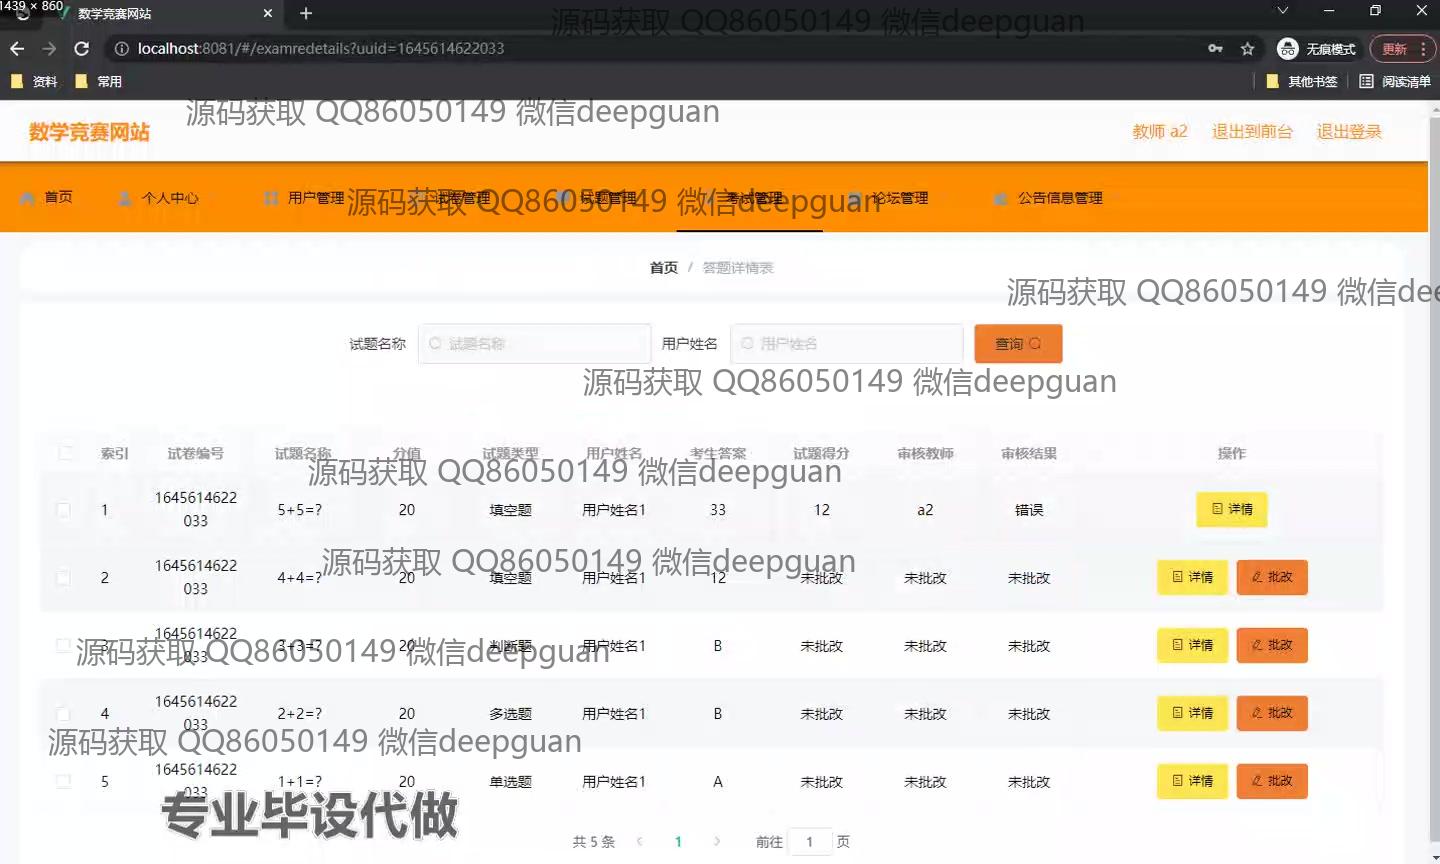 1439 × 860
数学竞赛网站
源码获取 QQ86050149 微信deepguan
localhost:8081/#/examredetails?uuid=1645614622033
无痕模式
更新
资料
常用
其他书签
阅读清单
源码获取 QQ86050149 微信deepguan
数学竞赛网站
教师 a2
退出到前台
退出登录
首页
个人中心
用户管理
试卷管理
试题管理
考试管理
论坛管理
公告信息管理
源码获取 QQ86050149 微信deepguan
首页 / 答题详情表
源码获取 QQ86050149 微信dee
试题名称 试题名称 用户姓名 用户姓名 查询
源码获取 QQ86050149 微信deepguan
索引 试卷编号 试题名称 分值 试题类型 用户姓名 考生答案 试题得分 审核教师 审核结果 操作
源码获取 QQ86050149 微信deepguan
1 1645614622033 5+5=? 20 填空题 用户姓名1 33 12 a2 错误 详情
源码获取 QQ86050149 微信deepguan
2 1645614622033 4+4=? 20 填空题 用户姓名1 12 未批改 未批改 未批改 详情 批改
3 1645614622033 3+3=? 20 判断题 用户姓名1 B 未批改 未批改 未批改 详情 批改
源码获取 QQ86050149 微信deepguan
4 1645614622033 2+2=? 20 多选题 用户姓名1 B 未批改 未批改 未批改 详情 批改
源码获取 QQ86050149 微信deepguan
5 1645614622033 1+1=? 20 单选题 用户姓名1 A 未批改 未批改 未批改 详情 批改
专业毕设代做
共 5 条 1 前往 1 页